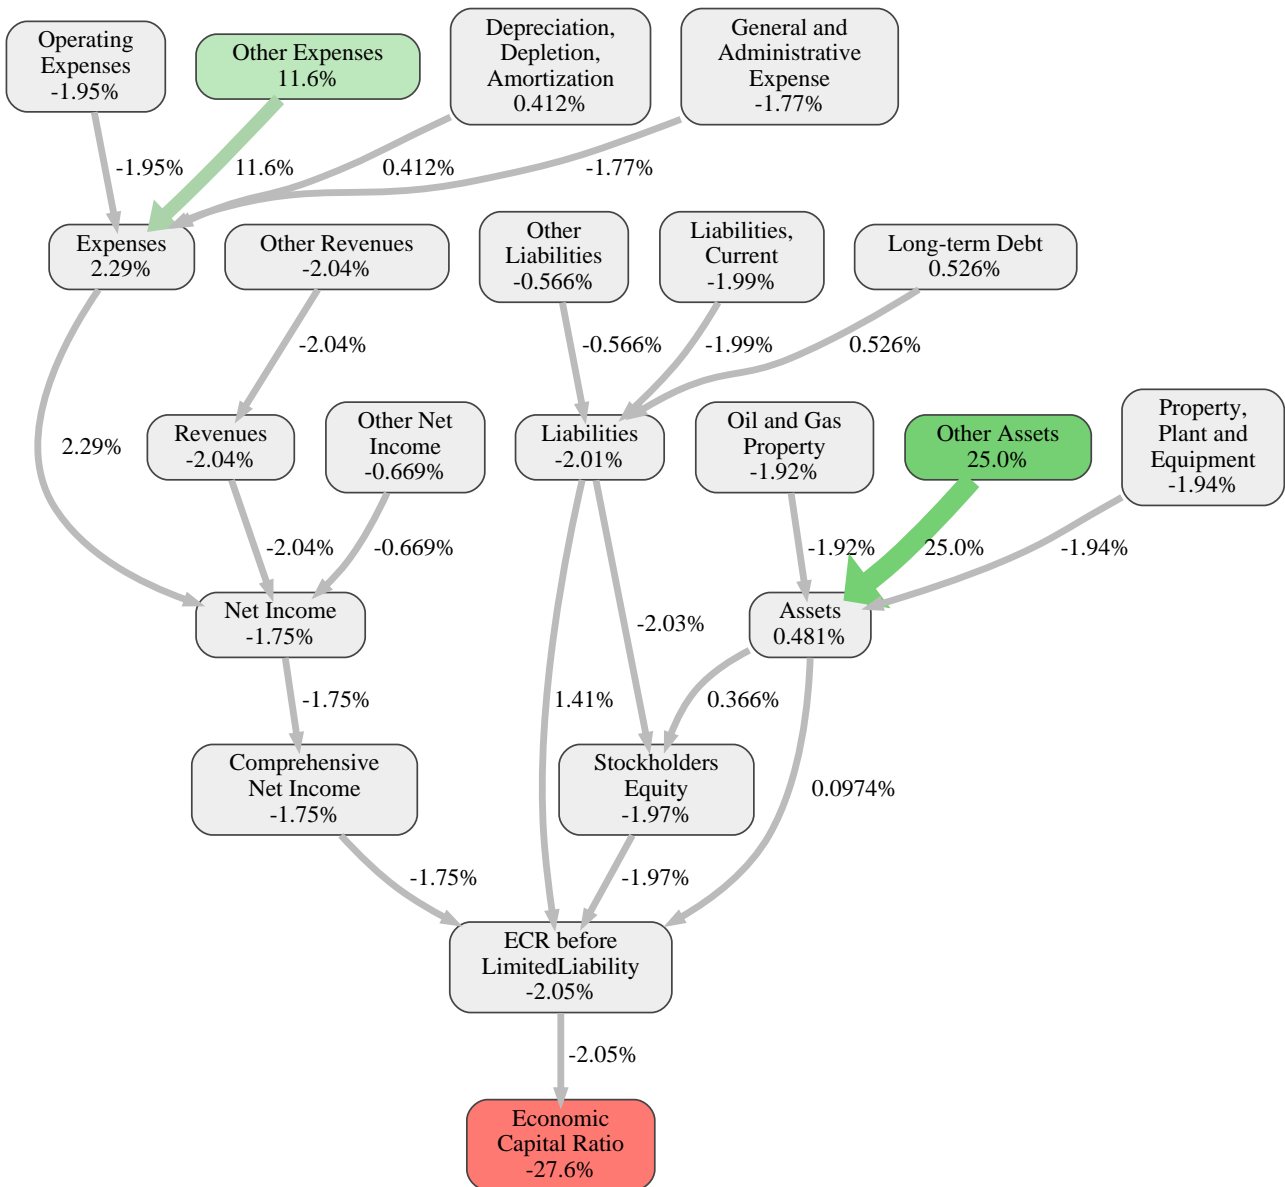 Operating
Expenses
-1.95%
Other Expenses
11.6%
Depreciation,
Depletion,
Amortization
0.412%
General and
Administrative
Expense
-1.77%
-1.95%
11.6%
0.412%
-1.77%
Expenses
2.29%
Other Revenues
-2.04%
Other
Liabilities
-0.566%
Liabilities,
Current
-1.99%
Long-term Debt
0.526%
-2.04%
-0.566%
-1.99%
0.526%
2.29%
Revenues
-2.04%
Other Net
Income
-0.669%
Liabilities
-2.01%
Oil and Gas
Property
-1.92%
Other Assets
25.0%
Property,
Plant and
Equipment
-1.94%
-2.04%
-0.669%
-1.92%
25.0%
-1.94%
Net Income
-1.75%
-2.03%
Assets
0.481%
-1.75%
1.41%
0.366%
Comprehensive
Net Income
-1.75%
Stockholders
Equity
-1.97%
0.0974%
-1.75%
-1.97%
ECR before
LimitedLiability
-2.05%
-2.05%
Economic
Capital Ratio
-27.6%